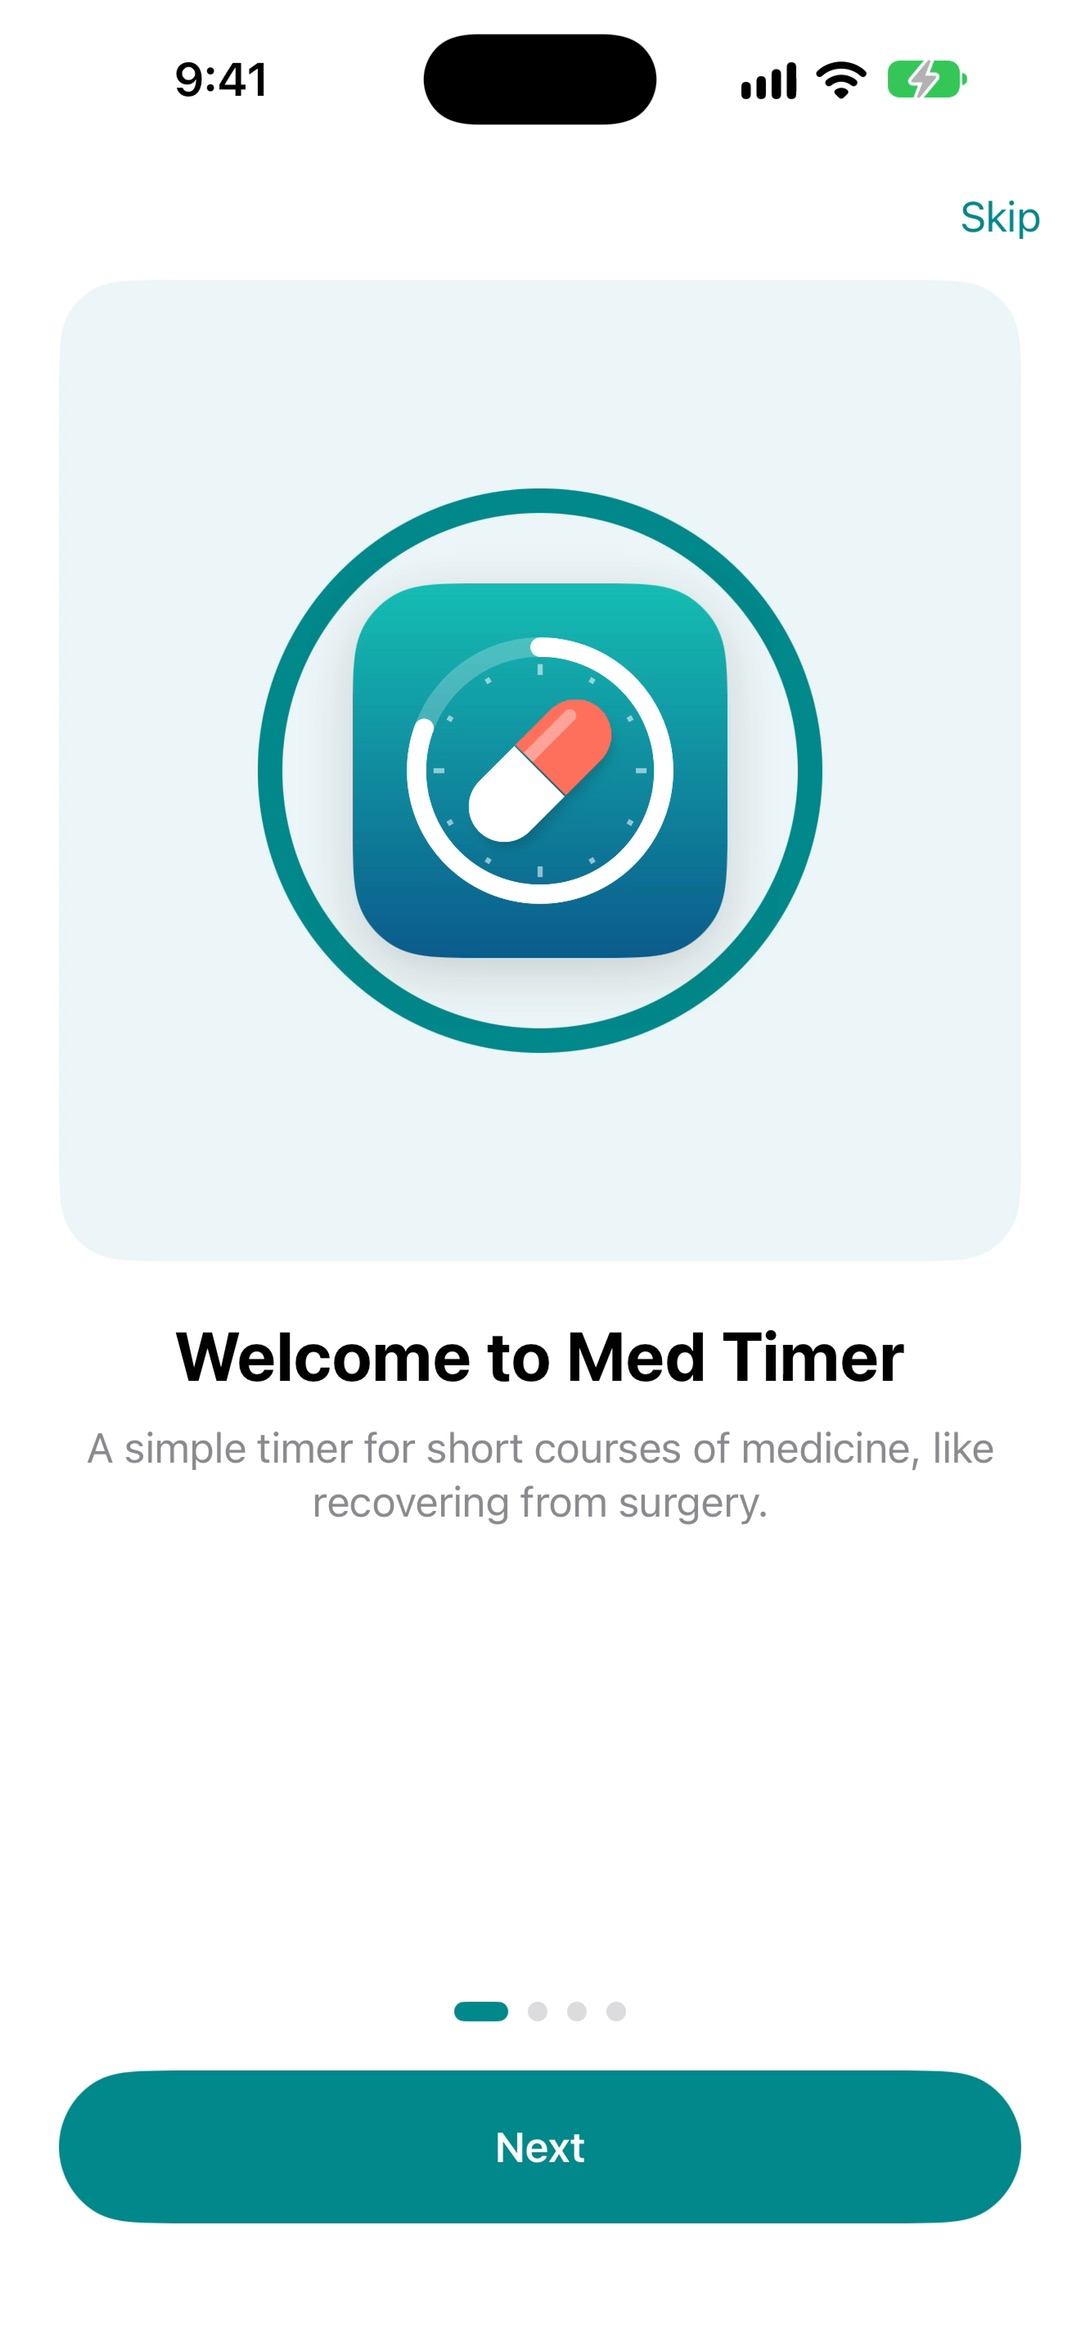 9:41
Skip
Welcome to Med Timer
A simple timer for short courses of medicine, like
recovering from surgery.
Next